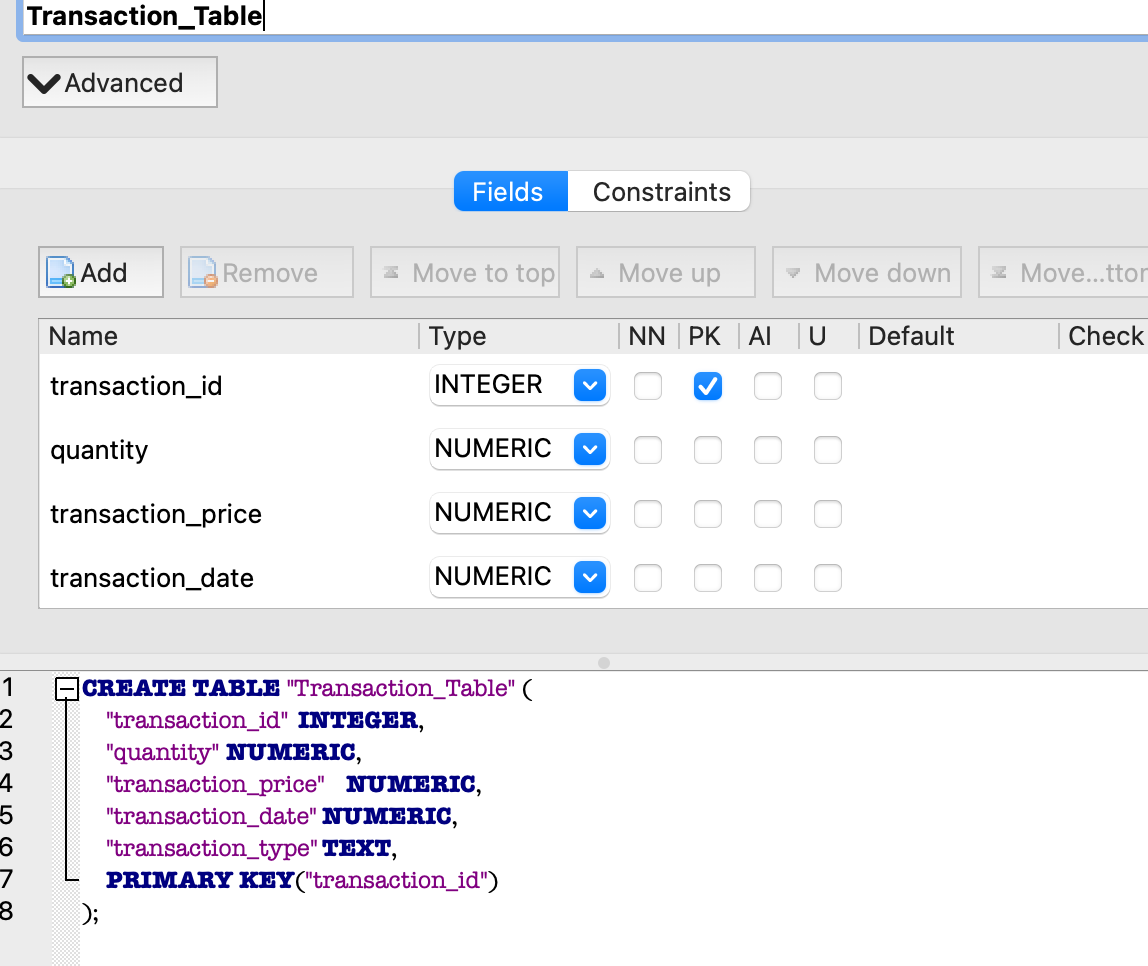 Transaction_Table
Advanced
Fields Constraints
Add Remove Move to top Move up Move down Move...ttor
Name Type NN PK AI U Default Check
transaction_id INTEGER
quantity NUMERIC
transaction_price NUMERIC
transaction_date NUMERIC
1 CREATE TABLE "Transaction_Table" (
2 "transaction_id" INTEGER,
3 "quantity" NUMERIC,
4 "transaction_price" NUMERIC,
5 "transaction_date" NUMERIC,
6 "transaction_type" TEXT,
7 PRIMARY KEY("transaction_id")
8 );